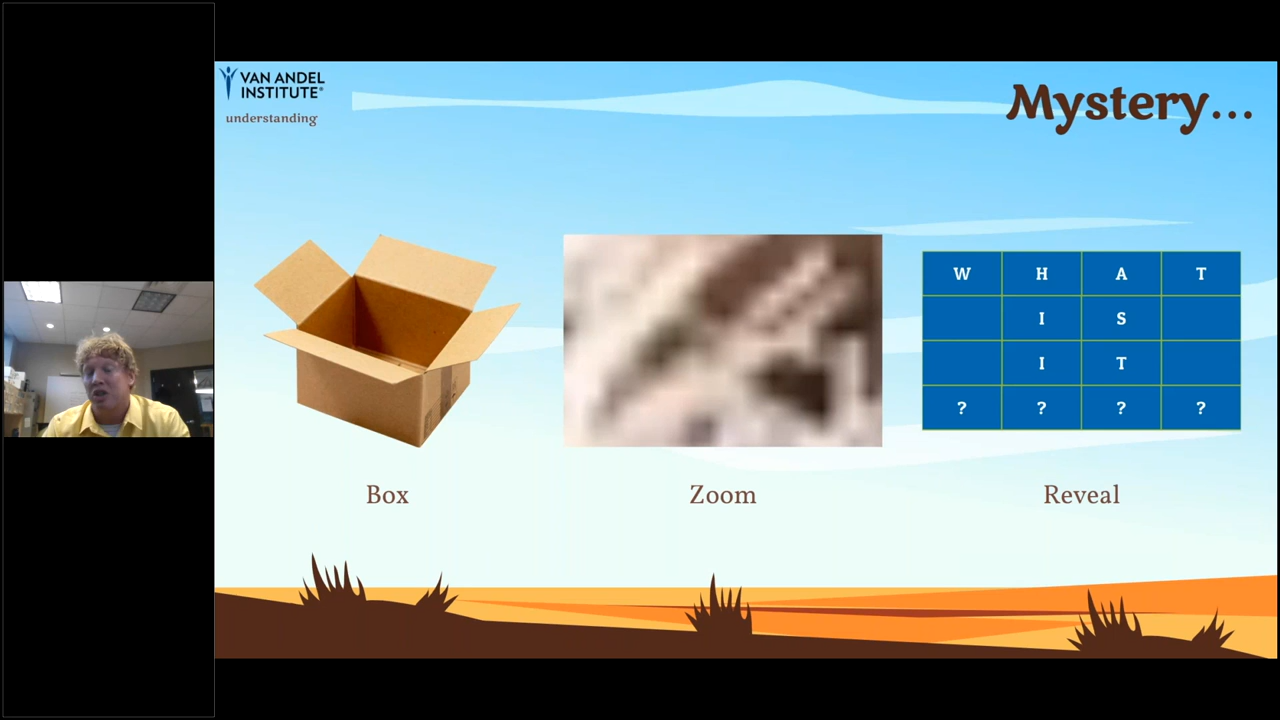 VAN ANDEL
INSTITUTE®
understanding
Mystery...
W H A T
I S
I T
? ? ? ?
Box
Zoom
Reveal